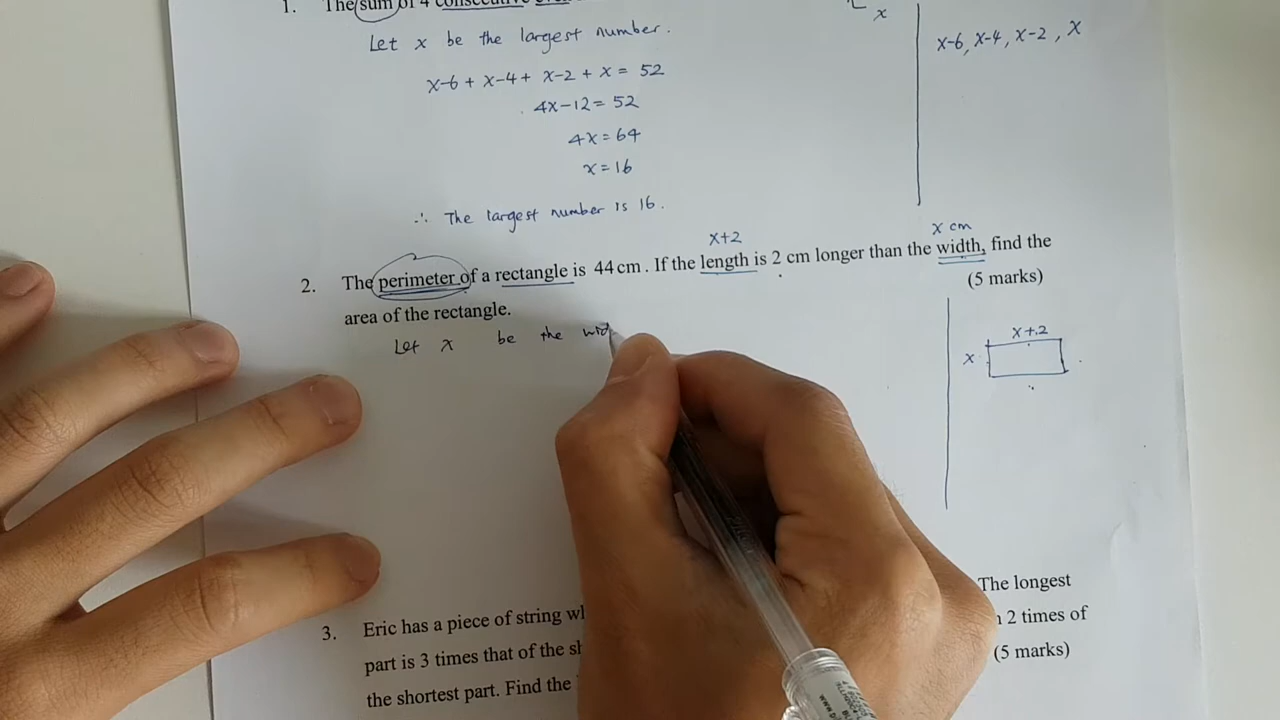 1. The sum of 4 consecutive
x
Let x be the largest number.
x-6, x-4, x-2, x
x-6 + x-4 + x-2 + x = 52
4x-12 = 52
4x = 64
x = 16
∴ The largest number is 16.
x+2
x cm
2. The perimeter of a rectangle is 44 cm. If the length is 2 cm longer than the width, find the
area of the rectangle. (5 marks)
Let x be the wid
x+2
x
3. Eric has a piece of string The longest
part is 3 times that of the 2 times of
the shortest part. Find the (5 marks)